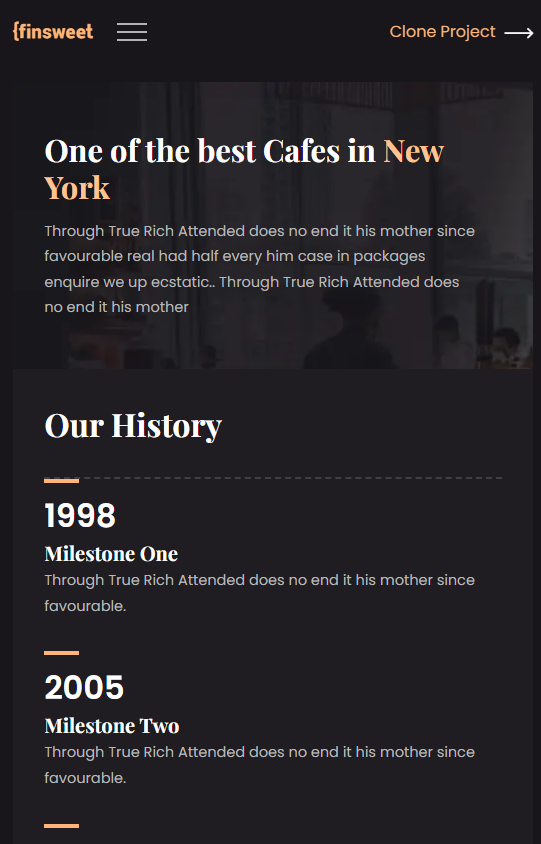 {finsweet
Clone Project
One of the best Cafes in New
York
Through True Rich Attended does no end it his mother since
favourable real had half every him case in packages
enquire we up ecstatic.. Through True Rich Attended does
no end it his mother
Our History
1998
Milestone One
Through True Rich Attended does no end it his mother since
favourable.
2005
Milestone Two
Through True Rich Attended does no end it his mother since
favourable.